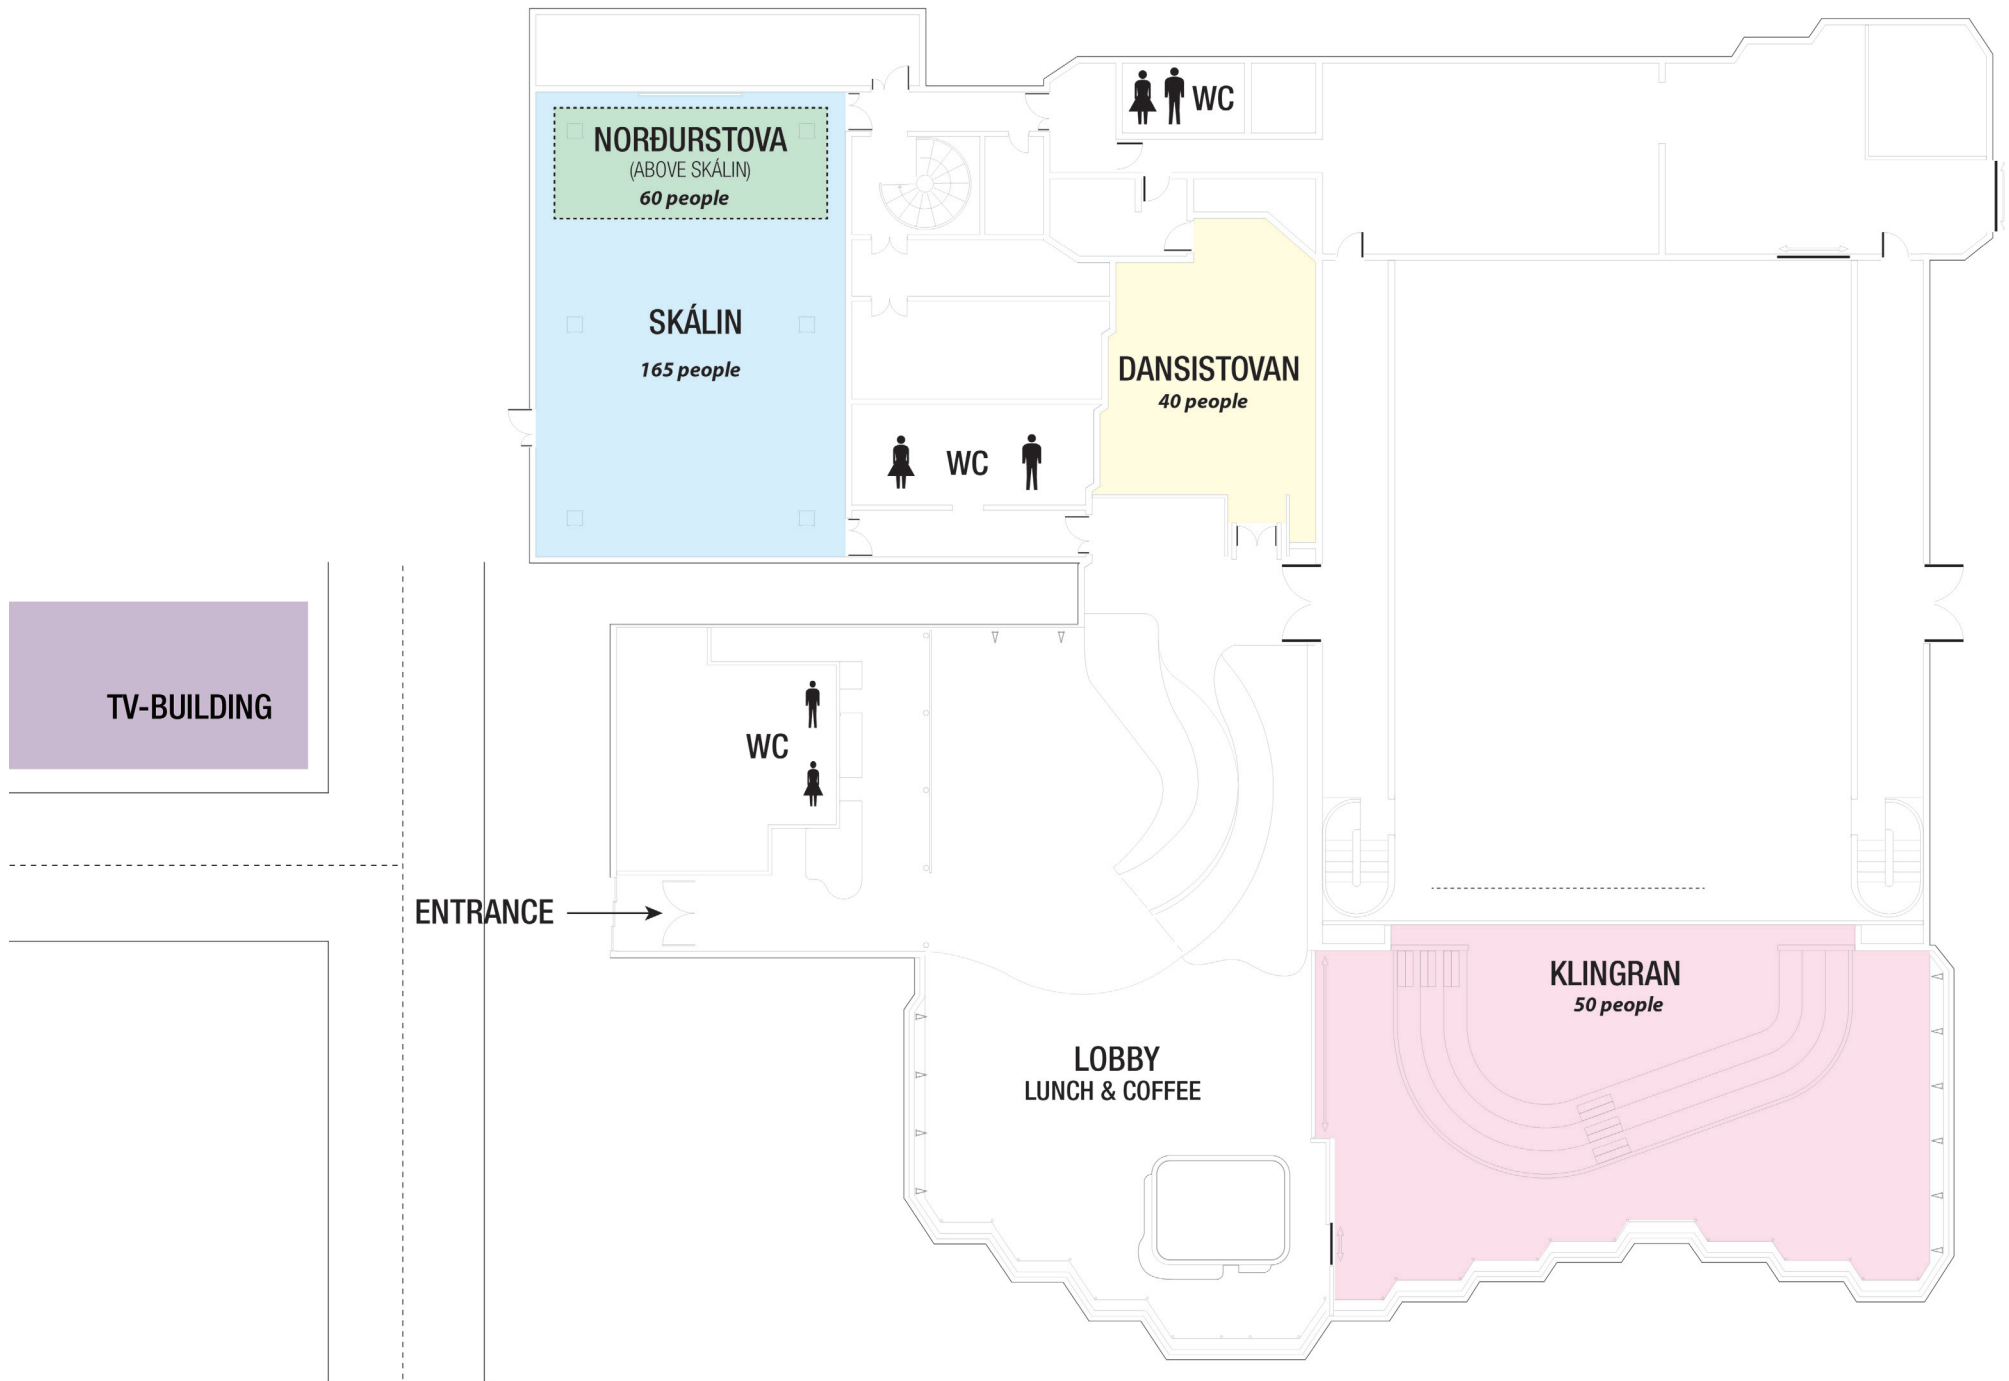 WC
NORÐURSTOVA
(ABOVE SKÁLIN)
60 people
SKÁLIN
165 people
DANSISTOVAN
40 people
WC
TV-BUILDING
WC
ENTRANCE
KLINGRAN
50 people
LOBBY
LUNCH & COFFEE